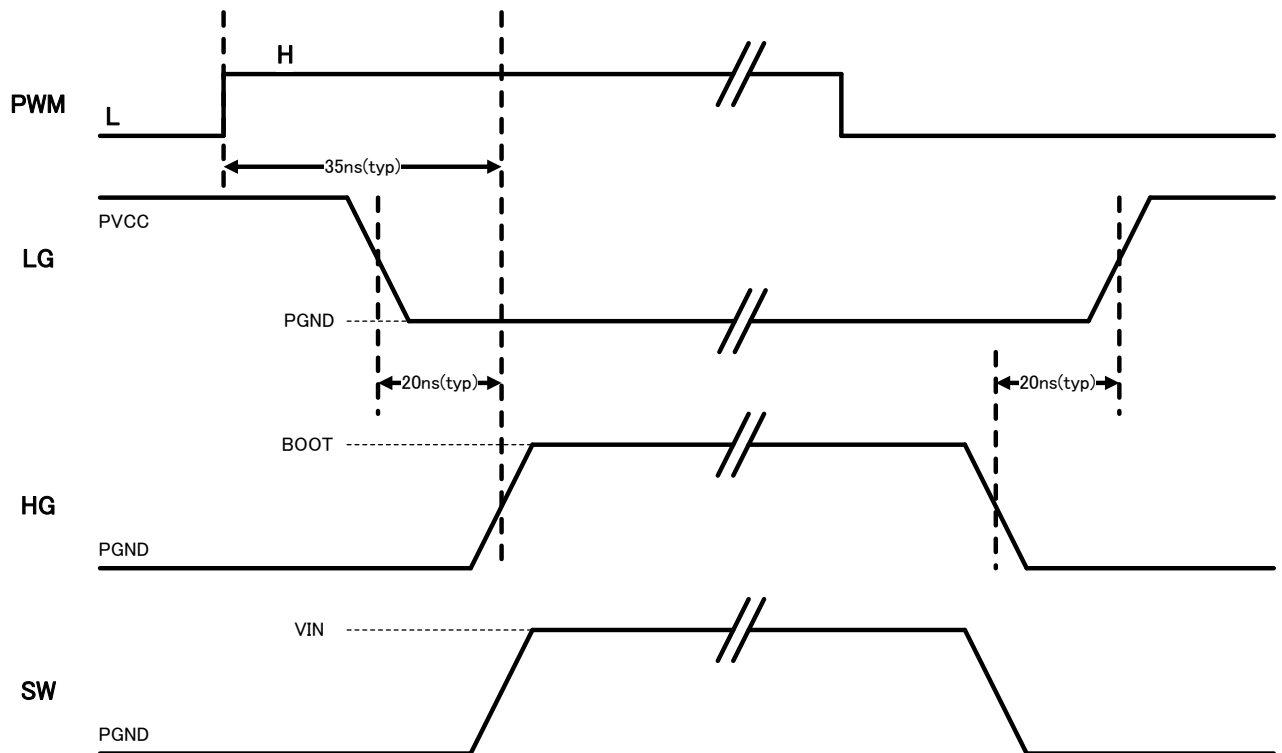 H
PWM
L
35ns(typ)
PVCC
LG
PGND
20ns(typ)
20ns(typ)
BOOT
HG
PGND
VIN
SW
PGND